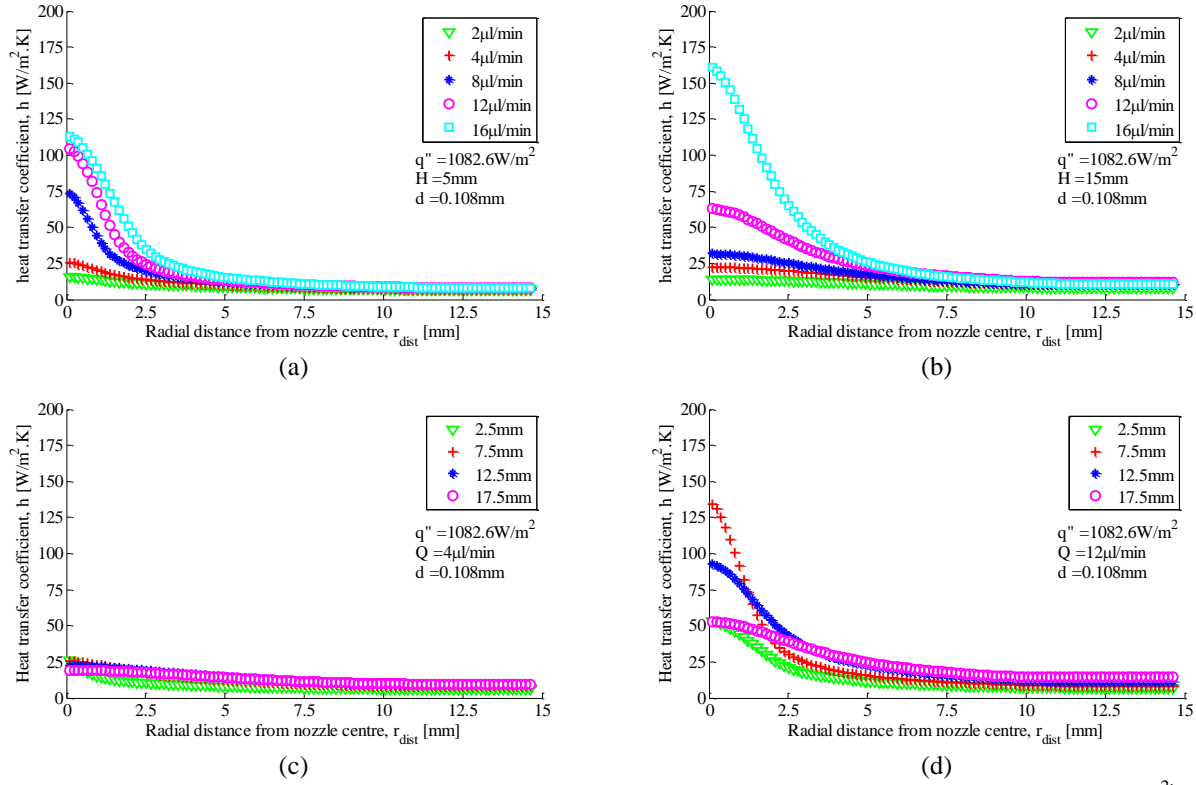 heat transfer coefficient, h [W/m².K]
200
175
150
125
100
75
50
25
0
0 2.5 5 7.5 10 12.5 15
Radial distance from nozzle centre, r_dist [mm]
2µl/min
4µl/min
8µl/min
12µl/min
16µl/min
q" =1082.6W/m²
H =5mm
d =0.108mm
(a)
heat transfer coefficient, h [W/m².K]
200
175
150
125
100
75
50
25
0
0 2.5 5 7.5 10 12.5 15
Radial distance from nozzle centre, r_dist [mm]
2µl/min
4µl/min
8µl/min
12µl/min
16µl/min
q" =1082.6W/m²
H =15mm
d =0.108mm
(b)
Heat transfer coefficient, h [W/m².K]
200
175
150
125
100
75
50
25
0
0 2.5 5 7.5 10 12.5 15
Radial distance from nozzle centre, r_dist [mm]
2.5mm
7.5mm
12.5mm
17.5mm
q" =1082.6W/m²
Q =4µl/min
d =0.108mm
(c)
Heat transfer coefficient, h [W/m².K]
200
175
150
125
100
75
50
25
0
0 2.5 5 7.5 10 12.5 15
Radial distance from nozzle centre, r_dist [mm]
2.5mm
7.5mm
12.5mm
17.5mm
q" =1082.6W/m²
Q =12µl/min
d =0.108mm
(d)